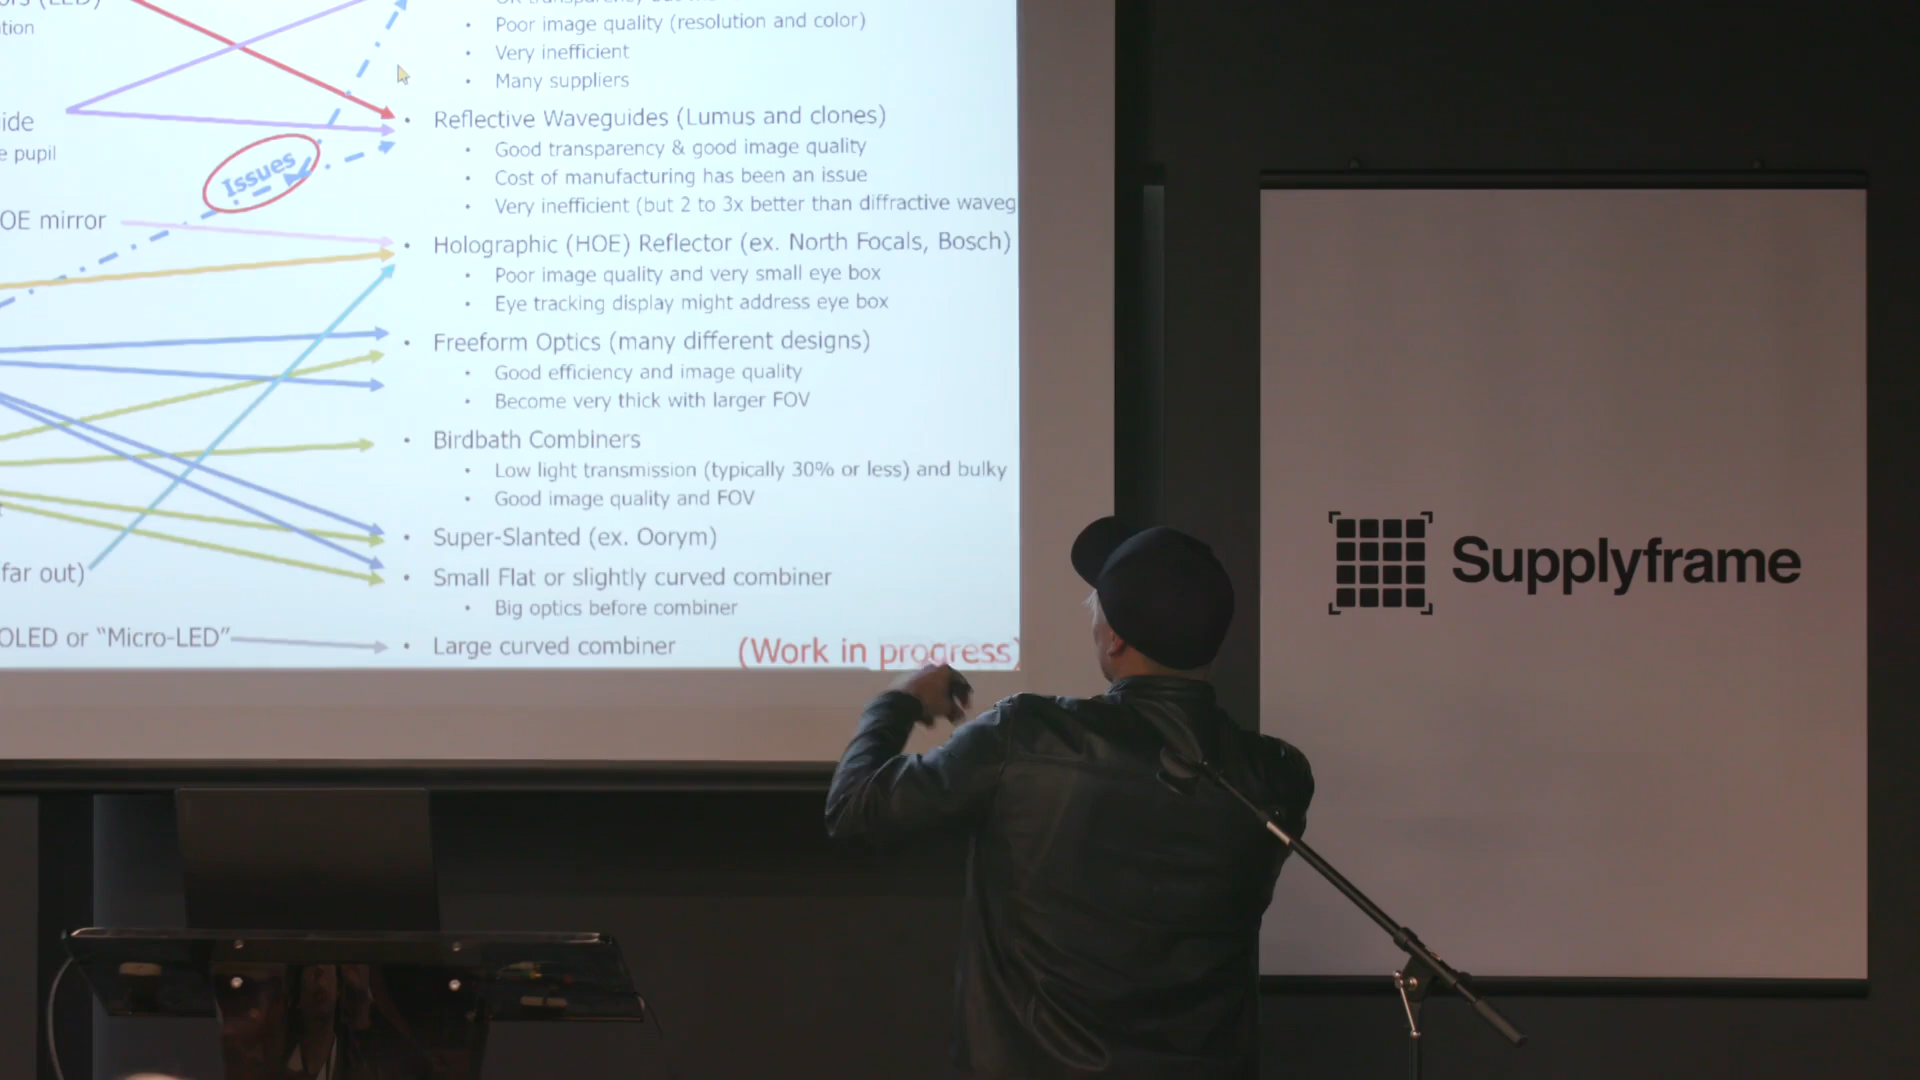 tion
Poor image quality (resolution and color)
Very inefficient
Many suppliers
ide
e pupil
Issues
Reflective Waveguides (Lumus and clones)
Good transparency & good image quality
Cost of manufacturing has been an issue
Very inefficient (but 2 to 3x better than diffractive waveg
OE mirror
Holographic (HOE) Reflector (ex. North Focals, Bosch)
Poor image quality and very small eye box
Eye tracking display might address eye box
Freeform Optics (many different designs)
Good efficiency and image quality
Become very thick with larger FOV
Birdbath Combiners
Low light transmission (typically 30% or less) and bulky
Good image quality and FOV
Super-Slanted (ex. Oorym)
far out)
Small Flat or slightly curved combiner
Big optics before combiner
OLED or “Micro-LED”
Large curved combiner
(Work in progress)
Supplyframe